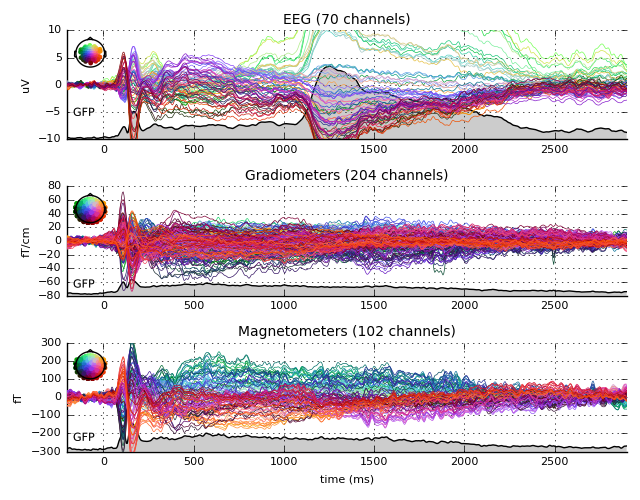 EEG (70 channels)
10
5
0
−5
−10
uV
GFP
0 500 1000 1500 2000 2500
Gradiometers (204 channels)
80
60
40
20
0
−20
−40
−60
−80
fT/cm
GFP
0 500 1000 1500 2000 2500
Magnetometers (102 channels)
300
200
100
0
−100
−200
−300
fT
GFP
0 500 1000 1500 2000 2500
time (ms)